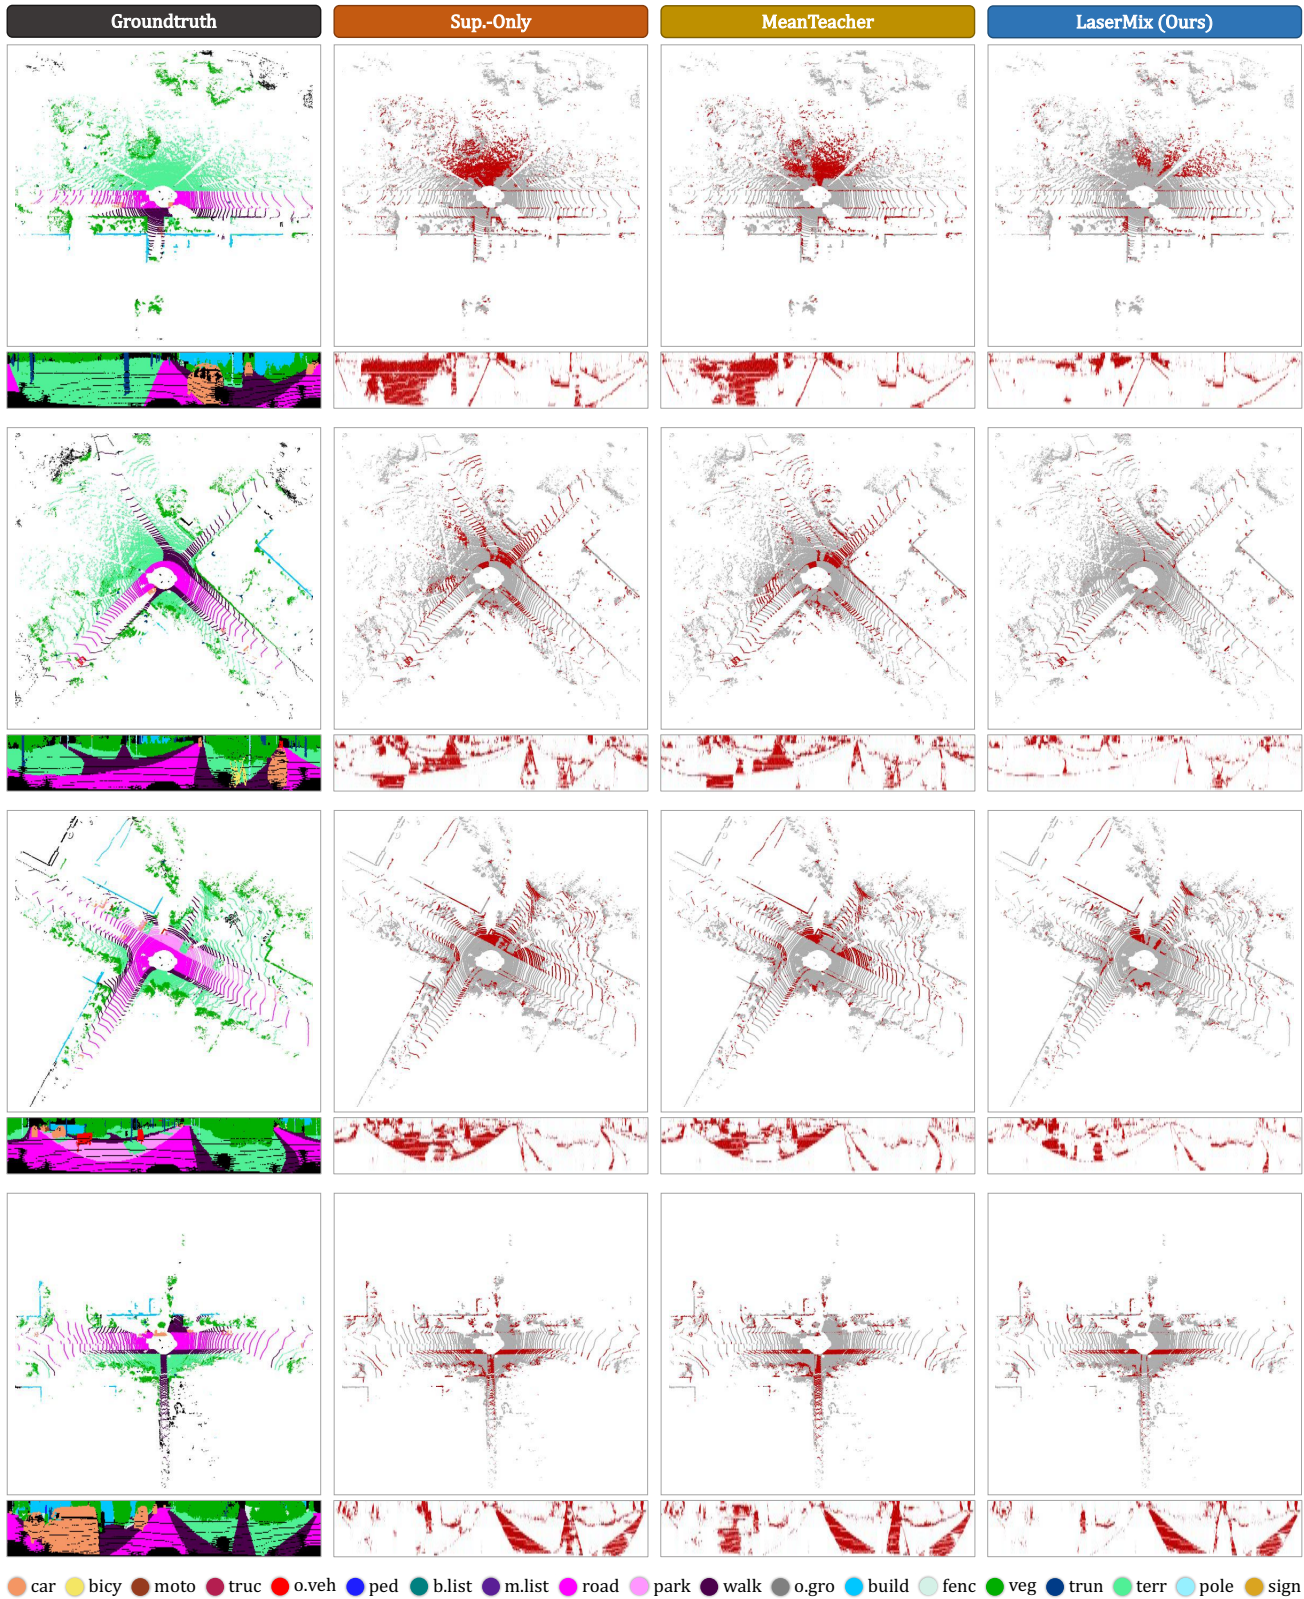 Groundtruth
Sup.-Only
MeanTeacher
LaserMix (Ours)
car bicy moto truc o.veh ped b.list m.list road park walk o.gro build fenc veg trun terr pole sign